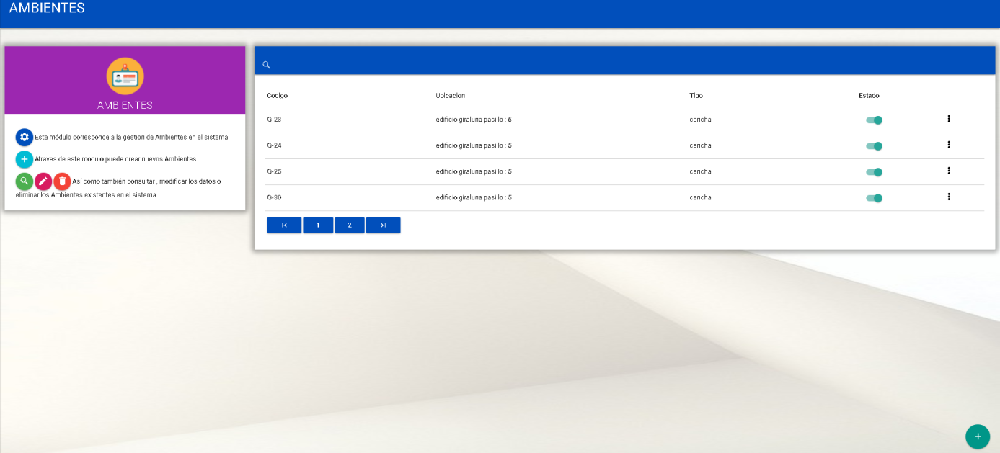 AMBIENTES
AMBIENTES
Este módulo corresponde a la gestion de Ambientes en el sistema
Atraves de este modulo puede crear nuevos Ambientes.
Así como también consultar , modificar los datos o
eliminar los Ambientes existentes en el sistema
Codigo Ubicacion Tipo Estado
G-23 edificio giraluna pasillo : 5 cancha
G-24 edificio giraluna pasillo : 5 cancha
G-25 edificio giraluna pasillo : 5 cancha
G-30 edificio giraluna pasillo : 5 cancha
1 2